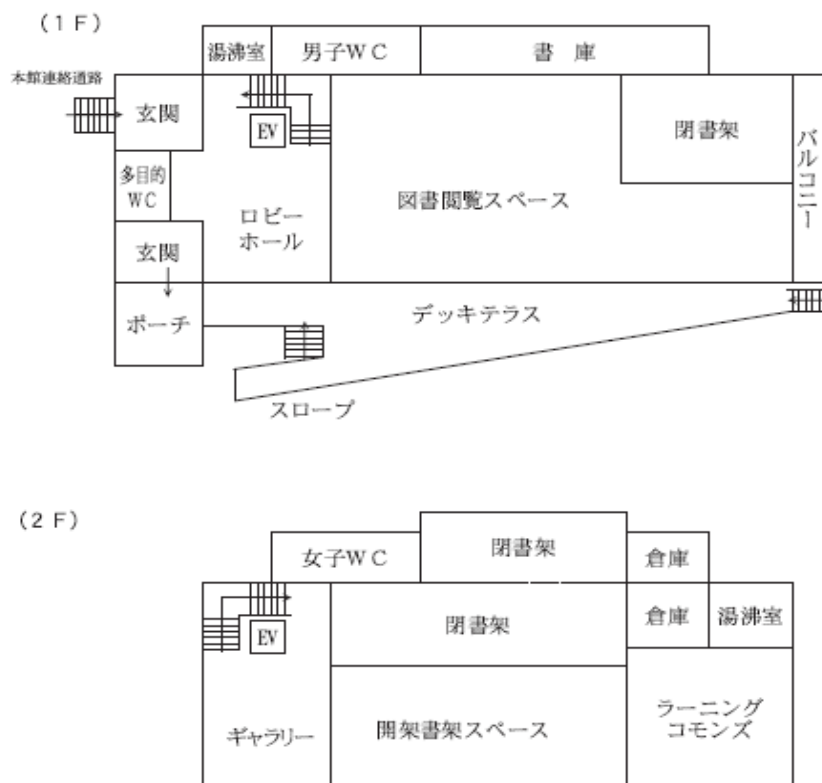 (1F)
湯沸室
男子WC
書 庫
本館連絡通路
玄関
EV
閉書架
バルコニー
多目的
WC
図書閲覧スペース
ロビー
ホール
玄関
ポーチ
デッキテラス
スロープ
(2F)
女子WC
閉書架
倉庫
閉書架
倉庫
湯沸室
EV
ギャラリー
開架書架スペース
ラーニング
コモンズ